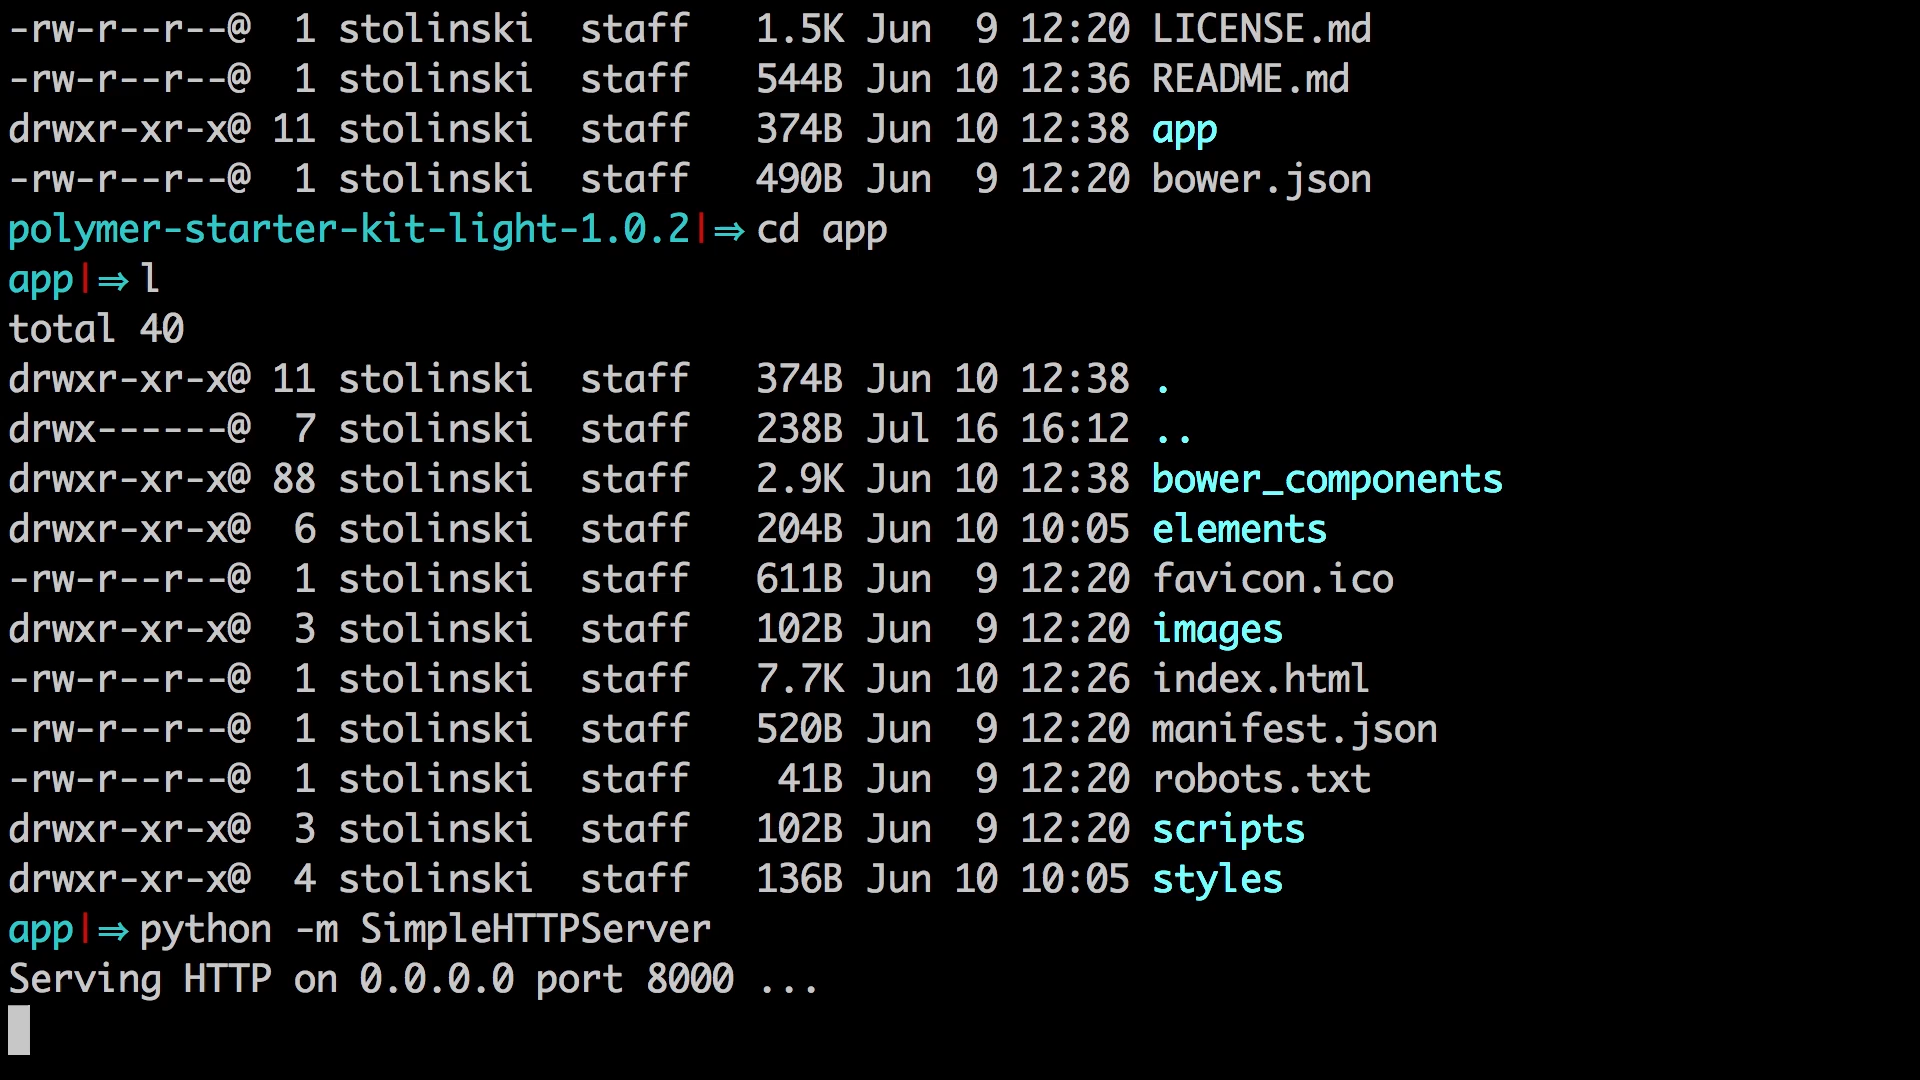 -rw-r--r--@  1 stolinski  staff   1.5K Jun  9 12:20 LICENSE.md
-rw-r--r--@  1 stolinski  staff   544B Jun 10 12:36 README.md
drwxr-xr-x@ 11 stolinski  staff   374B Jun 10 12:38 app
-rw-r--r--@  1 stolinski  staff   490B Jun  9 12:20 bower.json
polymer-starter-kit-light-1.0.2|⇒ cd app
app|⇒ l
total 40
drwxr-xr-x@ 11 stolinski  staff   374B Jun 10 12:38 .
drwx------@  7 stolinski  staff   238B Jul 16 16:12 ..
drwxr-xr-x@ 88 stolinski  staff   2.9K Jun 10 12:38 bower_components
drwxr-xr-x@  6 stolinski  staff   204B Jun 10 10:05 elements
-rw-r--r--@  1 stolinski  staff   611B Jun  9 12:20 favicon.ico
drwxr-xr-x@  3 stolinski  staff   102B Jun  9 12:20 images
-rw-r--r--@  1 stolinski  staff   7.7K Jun 10 12:26 index.html
-rw-r--r--@  1 stolinski  staff   520B Jun  9 12:20 manifest.json
-rw-r--r--@  1 stolinski  staff    41B Jun  9 12:20 robots.txt
drwxr-xr-x@  3 stolinski  staff   102B Jun  9 12:20 scripts
drwxr-xr-x@  4 stolinski  staff   136B Jun 10 10:05 styles
app|⇒ python -m SimpleHTTPServer
Serving HTTP on 0.0.0.0 port 8000 ...